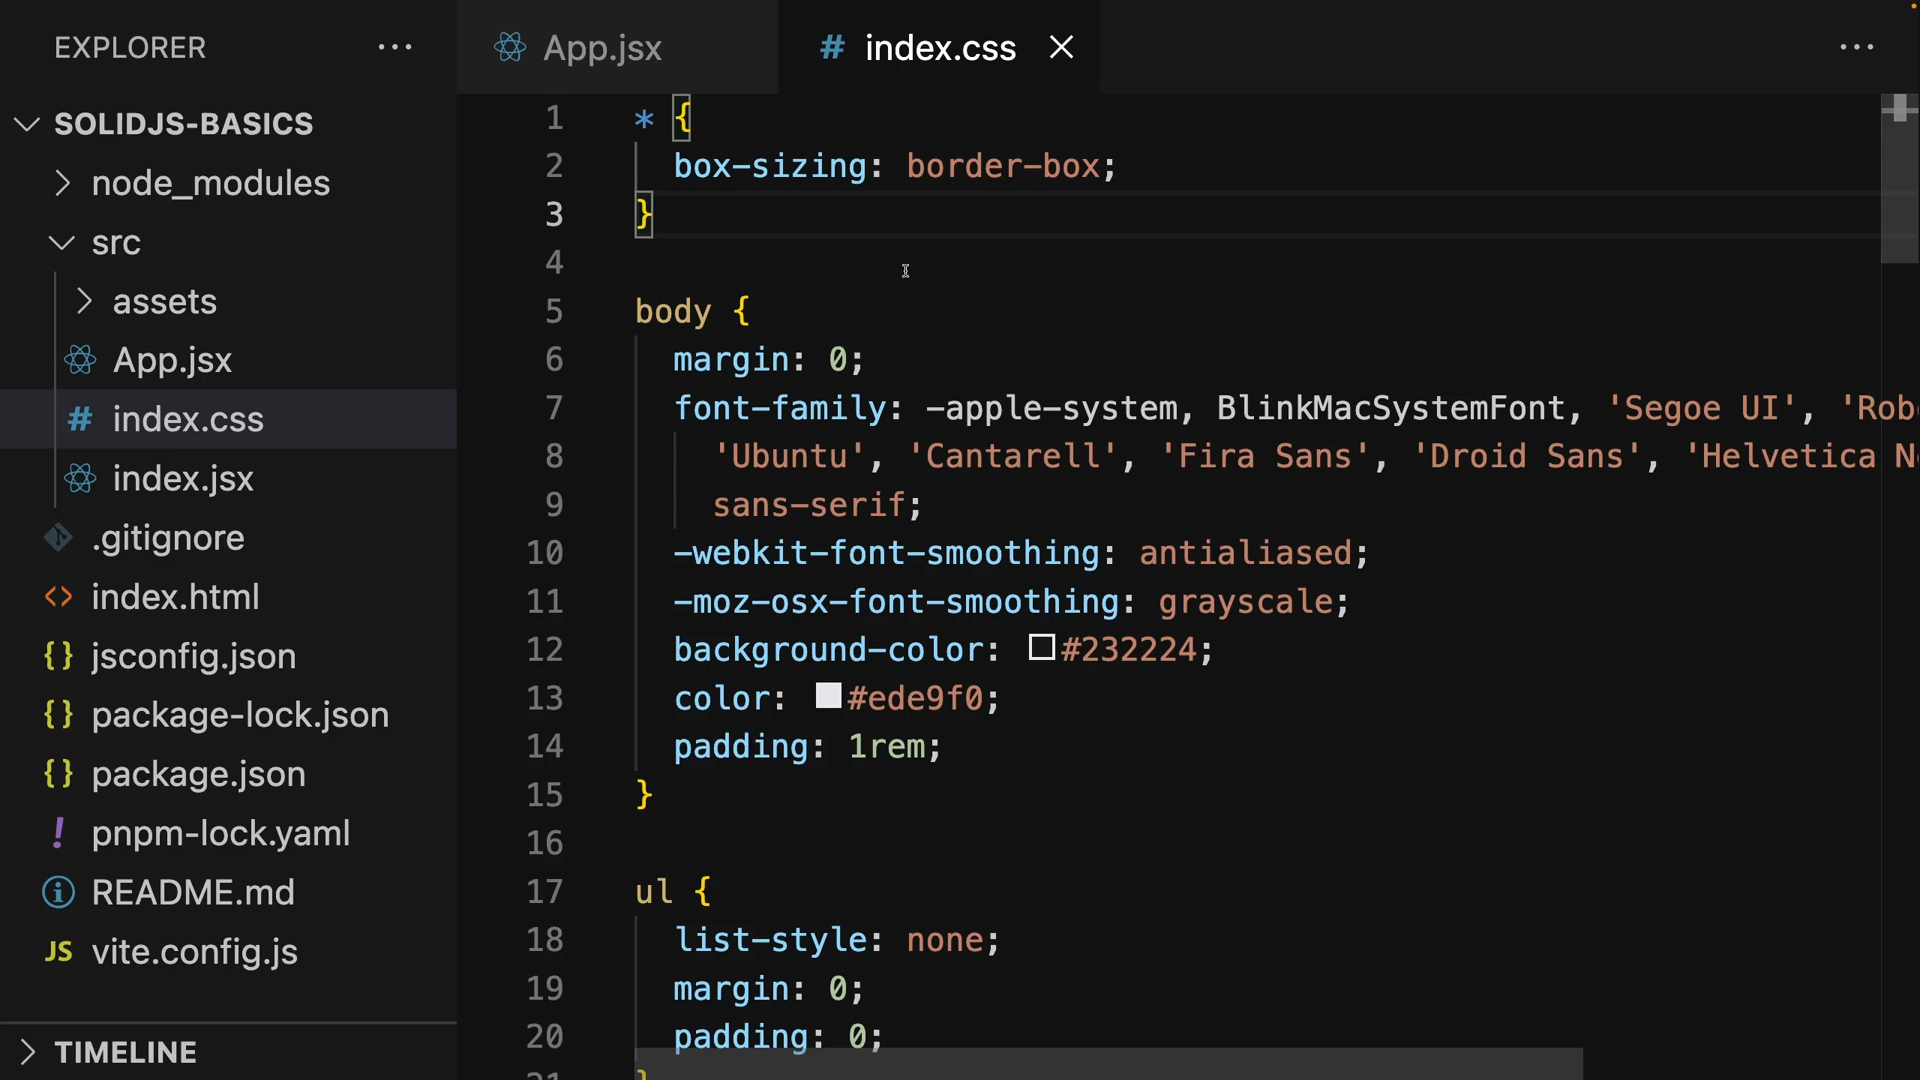 EXPLORER
SOLIDJS-BASICS
node_modules
src
assets
App.jsx
index.css
index.jsx
.gitignore
index.html
jsconfig.json
package-lock.json
package.json
pnpm-lock.yaml
README.md
JS vite.config.js
TIMELINE
App.jsx
# index.css
1 * {
2 box-sizing: border-box;
3 }
4
5 body {
6 margin: 0;
7 font-family: -apple-system, BlinkMacSystemFont, 'Segoe UI', 'Rob
8 'Ubuntu', 'Cantarell', 'Fira Sans', 'Droid Sans', 'Helvetica N
9 sans-serif;
10 -webkit-font-smoothing: antialiased;
11 -moz-osx-font-smoothing: grayscale;
12 background-color: #232224;
13 color: #ede9f0;
14 padding: 1rem;
15 }
16
17 ul {
18 list-style: none;
19 margin: 0;
20 padding: 0;